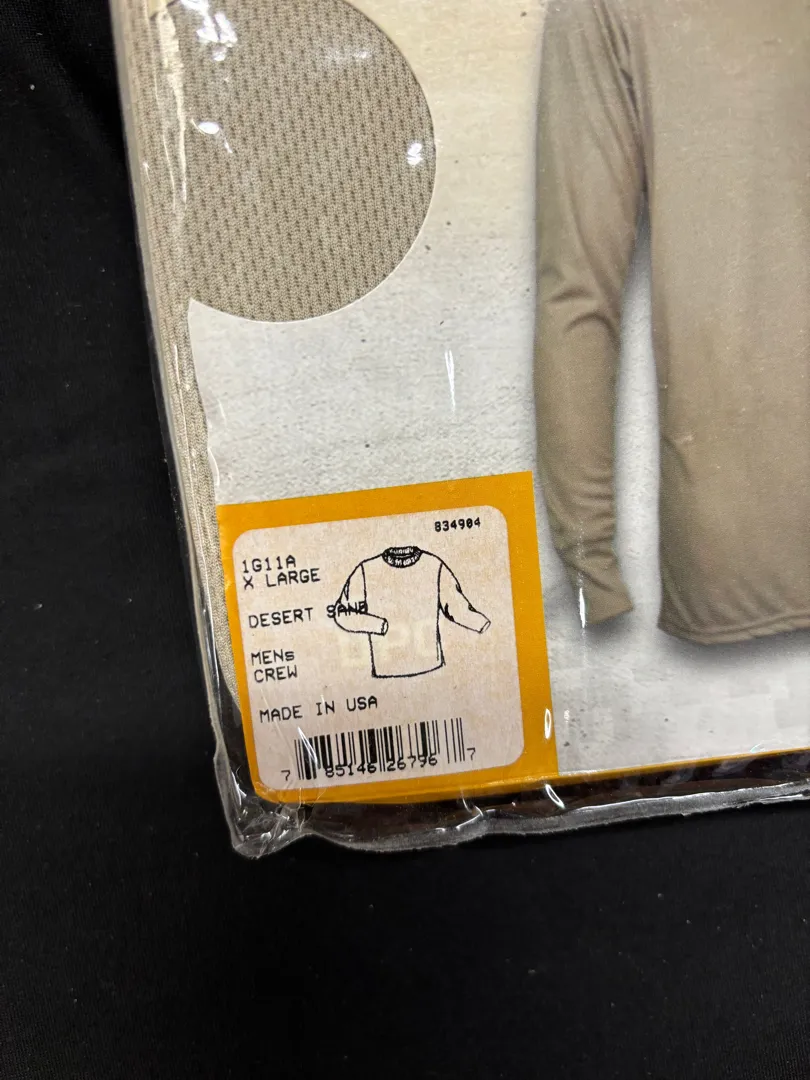 834904
1G11A
X LARGE
DESERT SAND
MENs
CREW
MADE IN USA
7 85146 26796 7